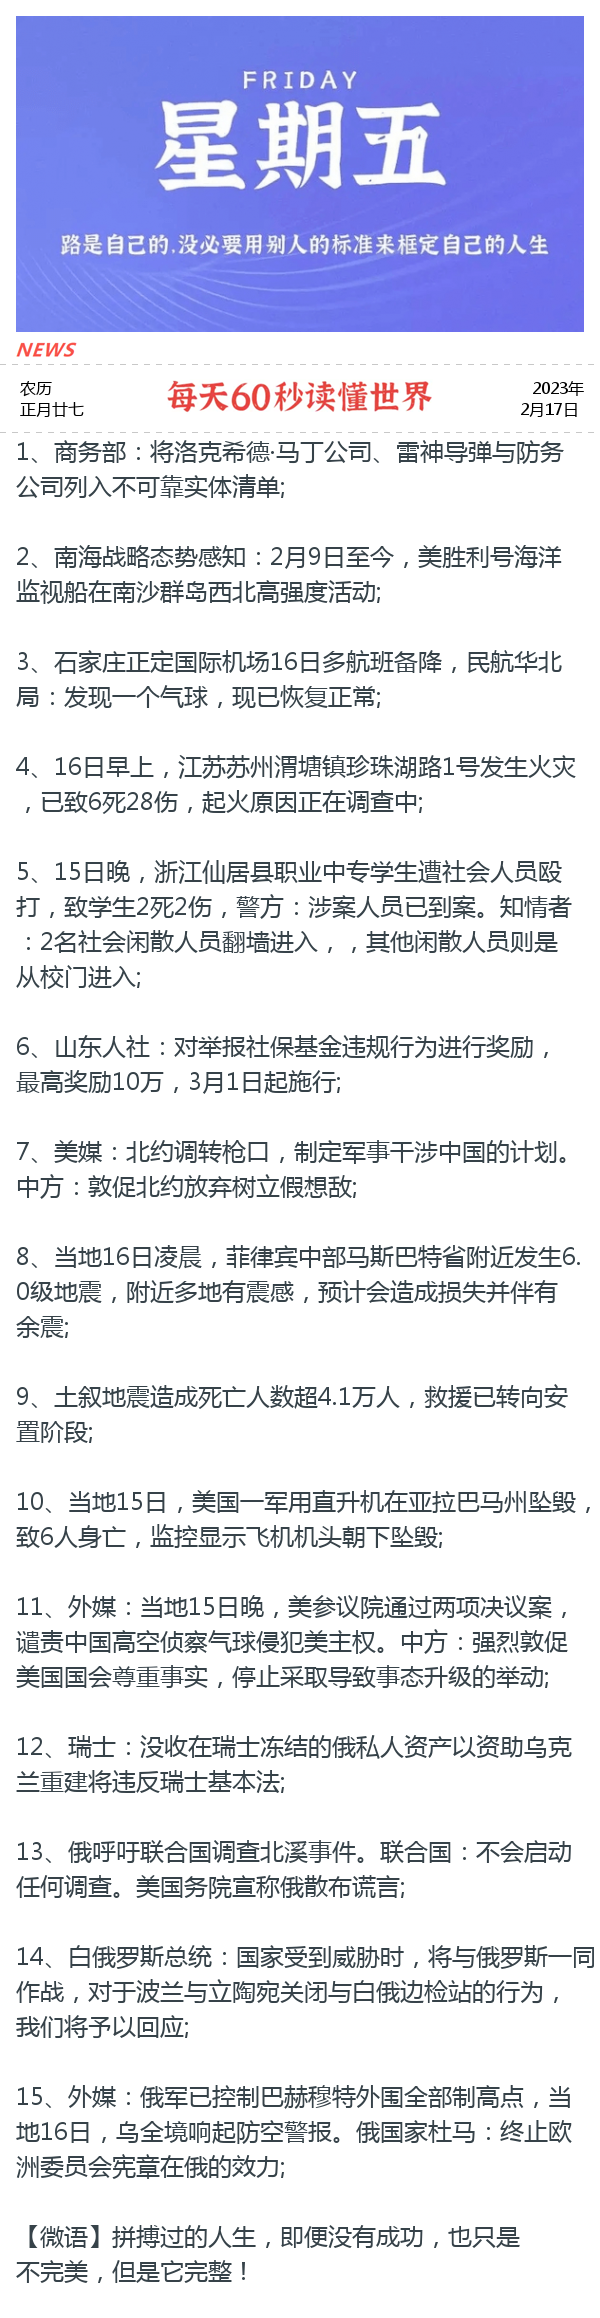 FRIDAY
星期五
路是自己的,没必要用别人的标准来框定自己的人生
NEWS
农历
正月廿七
每天60秒读懂世界
2023年
2月17日
1、商务部：将洛克希德·马丁公司、雷神导弹与防务
公司列入不可靠实体清单;
2、南海战略态势感知：2月9日至今，美胜利号海洋
监视船在南沙群岛西北高强度活动;
3、石家庄正定国际机场16日多航班备降，民航华北
局：发现一个气球，现已恢复正常;
4、16日早上，江苏苏州渭塘镇珍珠湖路1号发生火灾
，已致6死28伤，起火原因正在调查中;
5、15日晚，浙江仙居县职业中专学生遭社会人员殴
打，致学生2死2伤，警方：涉案人员已到案。知情者
：2名社会闲散人员翻墙进入，，其他闲散人员则是
从校门进入;
6、山东人社：对举报社保基金违规行为进行奖励，
最高奖励10万，3月1日起施行;
7、美媒：北约调转枪口，制定军事干涉中国的计划。
中方：敦促北约放弃树立假想敌;
8、当地16日凌晨，菲律宾中部马斯巴特省附近发生6.
0级地震，附近多地有震感，预计会造成损失并伴有
余震;
9、土叙地震造成死亡人数超4.1万人，救援已转向安
置阶段;
10、当地15日，美国一军用直升机在亚拉巴马州坠毁，
致6人身亡，监控显示飞机机头朝下坠毁;
11、外媒：当地15日晚，美参议院通过两项决议案，
谴责中国高空侦察气球侵犯美主权。中方：强烈敦促
美国国会尊重事实，停止采取导致事态升级的举动;
12、瑞士：没收在瑞士冻结的俄私人资产以资助乌克
兰重建将违反瑞士基本法;
13、俄呼吁联合国调查北溪事件。联合国：不会启动
任何调查。美国务院宣称俄散布谎言;
14、白俄罗斯总统：国家受到威胁时，将与俄罗斯一同
作战，对于波兰与立陶宛关闭与白俄边检站的行为，
我们将予以回应;
15、外媒：俄军已控制巴赫穆特外围全部制高点，当
地16日，乌全境响起防空警报。俄国家杜马：终止欧
洲委员会宪章在俄的效力;
【微语】拼搏过的人生，即便没有成功，也只是
不完美，但是它完整！